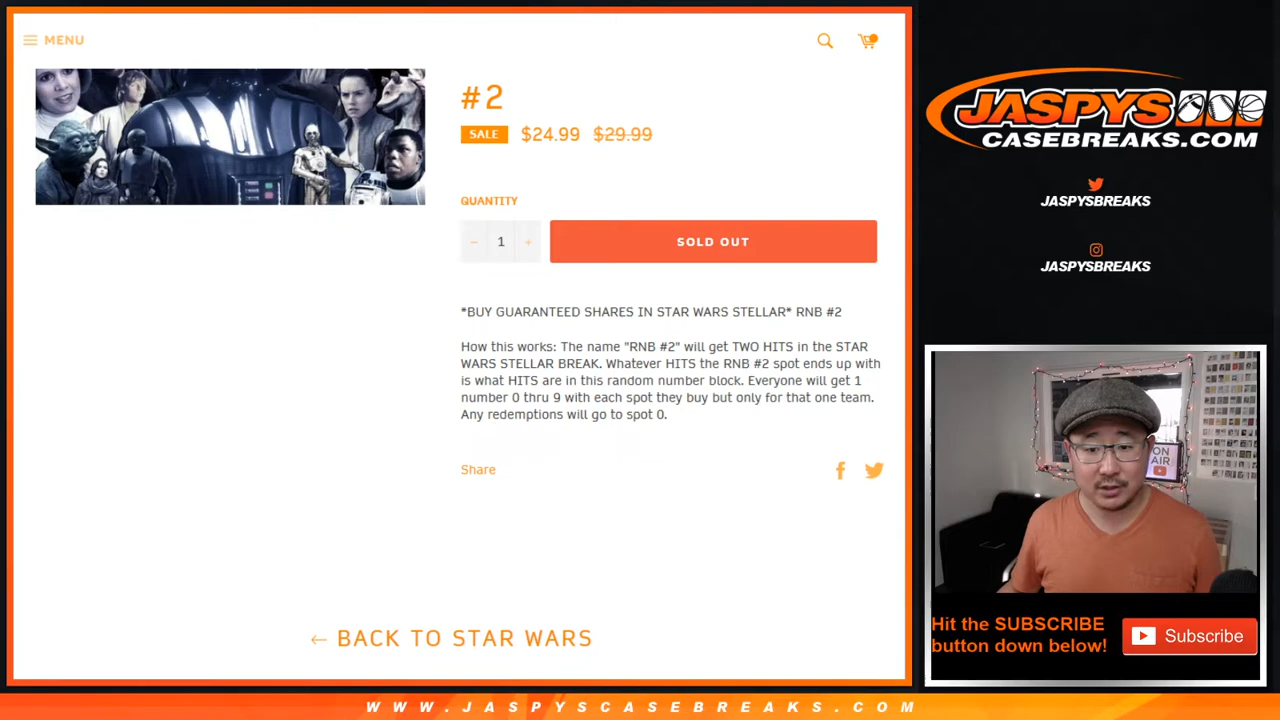 MENU
#2
SALE $24.99 $29.99
QUANTITY
− 1 +
SOLD OUT
*BUY GUARANTEED SHARES IN STAR WARS STELLAR* RNB #2
How this works: The name "RNB #2" will get TWO HITS in the STAR
WARS STELLAR BREAK. Whatever HITS the RNB #2 spot ends up with
is what HITS are in this random number block. Everyone will get 1
number 0 thru 9 with each spot they buy but only for that one team.
Any redemptions will go to spot 0.
Share
← BACK TO STAR WARS
JASPYS
CASEBREAKS.COM
JASPYSBREAKS
JASPYSBREAKS
ON
AIR
Hit the SUBSCRIBE
button down below!
Subscribe
WWW.JASPYSCASEBREAKS.COM